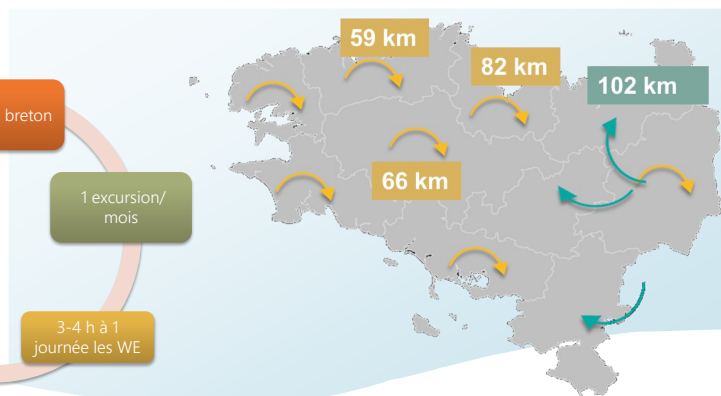 59 km
82 km
102 km
breton
66 km
1 excursion/
mois
3-4 h à 1
journée les WE